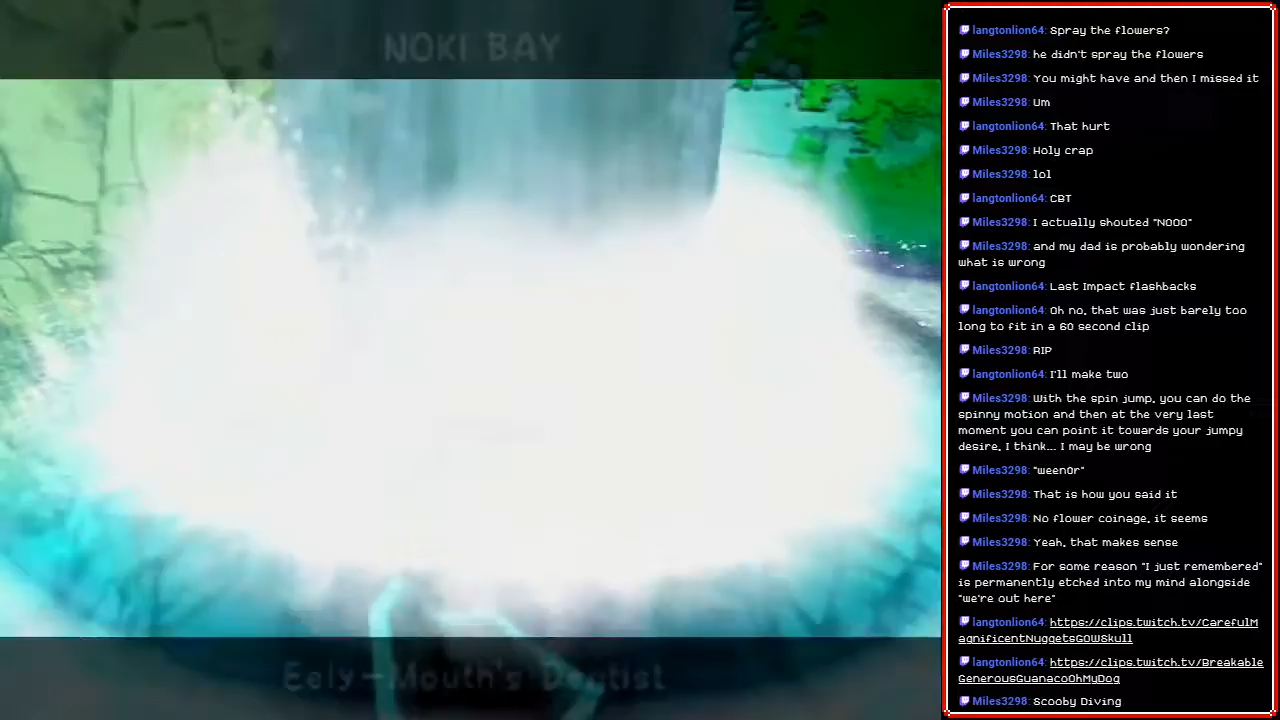 NOKI BAY
Eely-Mouth's Dentist
langtonlion64: Spray the flowers?
Miles3298: he didn't spray the flowers
Miles3298: You might have and then I missed it
Miles3298: Um
langtonlion64: That hurt
Miles3298: Holy crap
Miles3298: lol
langtonlion64: CBT
Miles3298: I actually shouted "NOOO"
Miles3298: and my dad is probably wondering
what is wrong
langtonlion64: Last Impact flashbacks
langtonlion64: Oh no, that was just barely too
long to fit in a 60 second clip
Miles3298: RIP
langtonlion64: I'll make two
Miles3298: With the spin jump, you can do the
spinny motion and then at the very last
moment you can point it towards your jumpy
desire, I think... I may be wrong
Miles3298: "ween0r"
Miles3298: That is how you said it
Miles3298: No flower coinage, it seems
Miles3298: Yeah, that makes sense
Miles3298: For some reason "I just remembered"
is permanently etched into my mind alongside
"we're out here"
langtonlion64: https://clips.twitch.tv/CarefulM
agnificentNuggetsGOWSkull
langtonlion64: https://clips.twitch.tv/Breakable
GenerousGuanacoOhMyDog
Miles3298: Scooby Diving